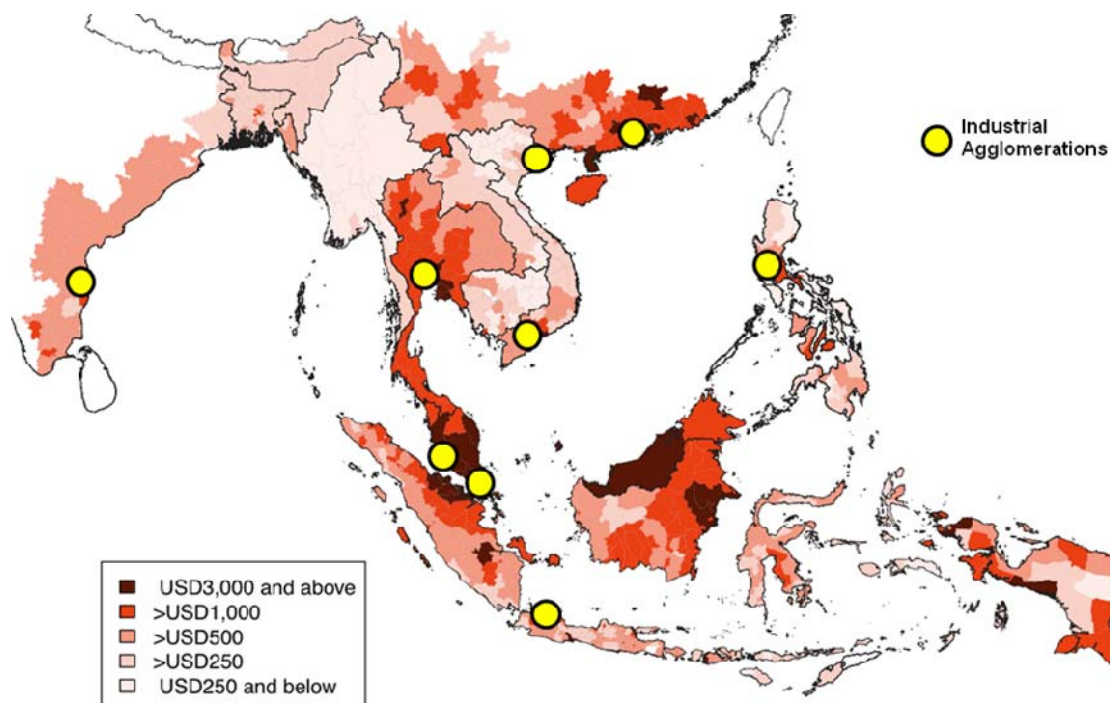 Industrial
Agglomerations
USD3,000 and above
>USD1,000
>USD500
>USD250
USD250 and below